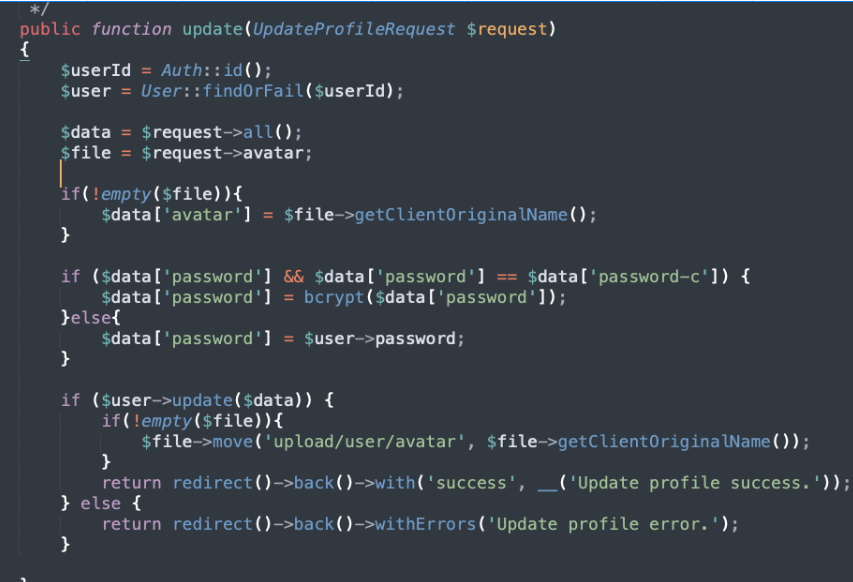 */
public function update(UpdateProfileRequest $request)
{
    $userId = Auth::id();
    $user = User::findOrFail($userId);

    $data = $request->all();
    $file = $request->avatar;

    if(!empty($file)){
        $data['avatar'] = $file->getClientOriginalName();
    }

    if ($data['password'] && $data['password'] == $data['password-c']) {
        $data['password'] = bcrypt($data['password']);
    }else{
        $data['password'] = $user->password;
    }

    if ($user->update($data)) {
        if(!empty($file)){
            $file->move('upload/user/avatar', $file->getClientOriginalName());
        }
        return redirect()->back()->with('success', __('Update profile success.'));
    } else {
        return redirect()->back()->withErrors('Update profile error.');
    }

}